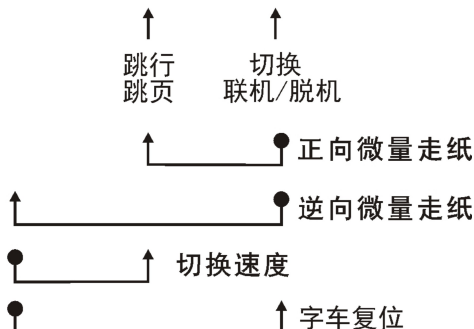 跳行 切换
跳页 联机/脱机
正向微量走纸
逆向微量走纸
切换速度
字车复位